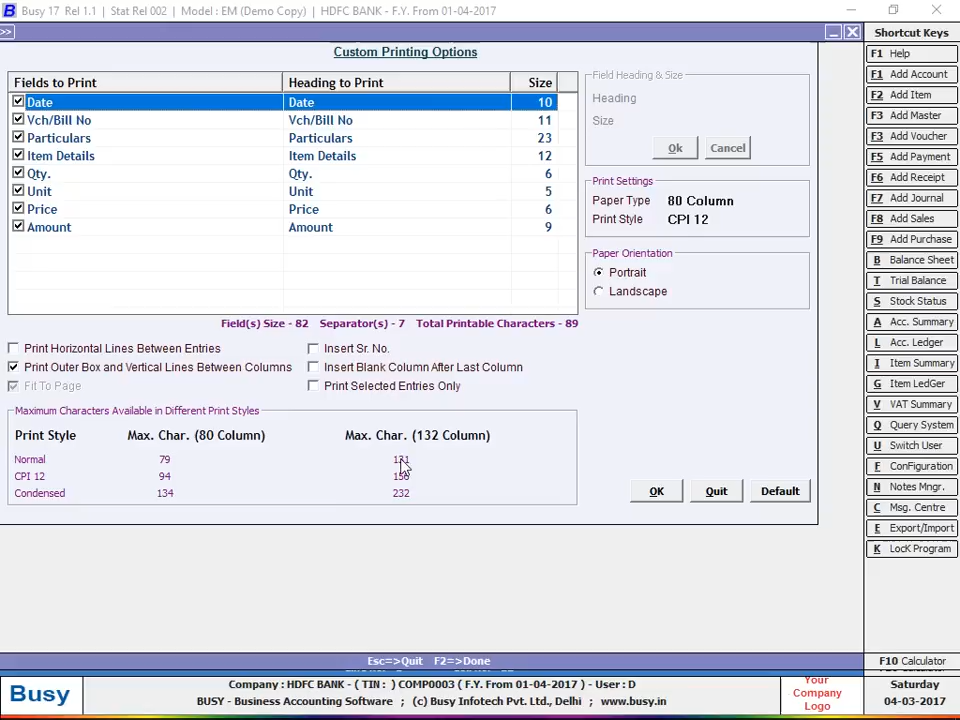 Busy 17 Rel 1.1 | Stat Rel 002 | Model : EM (Demo Copy) | HDFC BANK - F.Y. From 01-04-2017
>>
Custom Printing Options
Fields to Print Heading to Print Size
Date Date 10
Vch/Bill No Vch/Bill No 11
Particulars Particulars 23
Item Details Item Details 12
Qty. Qty. 6
Unit Unit 5
Price Price 6
Amount Amount 9
Field(s) Size - 82 Separator(s) - 7 Total Printable Characters - 89
Print Horizontal Lines Between Entries
Print Outer Box and Vertical Lines Between Columns
Fit To Page
Insert Sr. No.
Insert Blank Column After Last Column
Print Selected Entries Only
Maximum Characters Available in Different Print Styles
Print Style Max. Char. (80 Column) Max. Char. (132 Column)
Normal 79
CPI 12 94
Condensed 134 232
Field Heading & Size
Heading
Size
Ok Cancel
Print Settings
Paper Type 80 Column
Print Style CPI 12
Paper Orientation
Portrait
Landscape
OK Quit Default
Shortcut Keys
F1 Help
F1 Add Account
F2 Add Item
F3 Add Master
F3 Add Voucher
F5 Add Payment
F6 Add Receipt
F7 Add Journal
F8 Add Sales
F9 Add Purchase
B Balance Sheet
T Trial Balance
S Stock Status
A Acc. Summary
L Acc. Ledger
I Item Summary
G Item LedGer
V VAT Summary
Q Query System
U Switch User
F ConFiguration
N Notes Mngr.
C Msg. Centre
E Export/Import
K LocK Program
Esc=>Quit F2=>Done
F10 Calculator
Busy
Company : HDFC BANK - ( TIN : ) COMP0003 ( F.Y. From 01-04-2017 ) - User : D
BUSY - Business Accounting Software ; (c) Busy Infotech Pvt. Ltd., Delhi ; www.busy.in
Your
Company
Logo
Saturday
04-03-2017